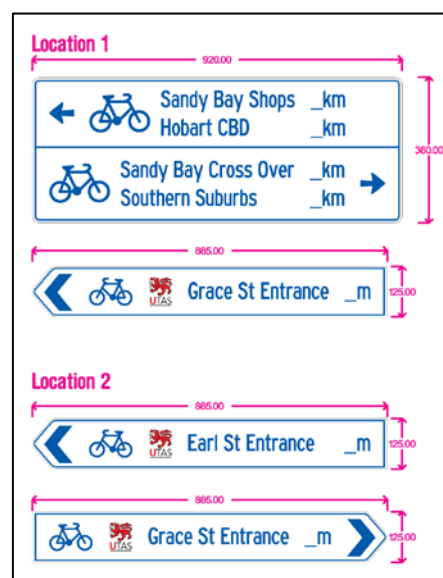 Location 1
920.00
Sandy Bay Shops _km
Hobart CBD _km
360.00
Sandy Bay Cross Over _km
Southern Suburbs _km
885.00
UTAS
Grace St Entrance _m
125.00
Location 2
885.00
UTAS
Earl St Entrance _m
125.00
885.00
UTAS
Grace St Entrance _m
125.00